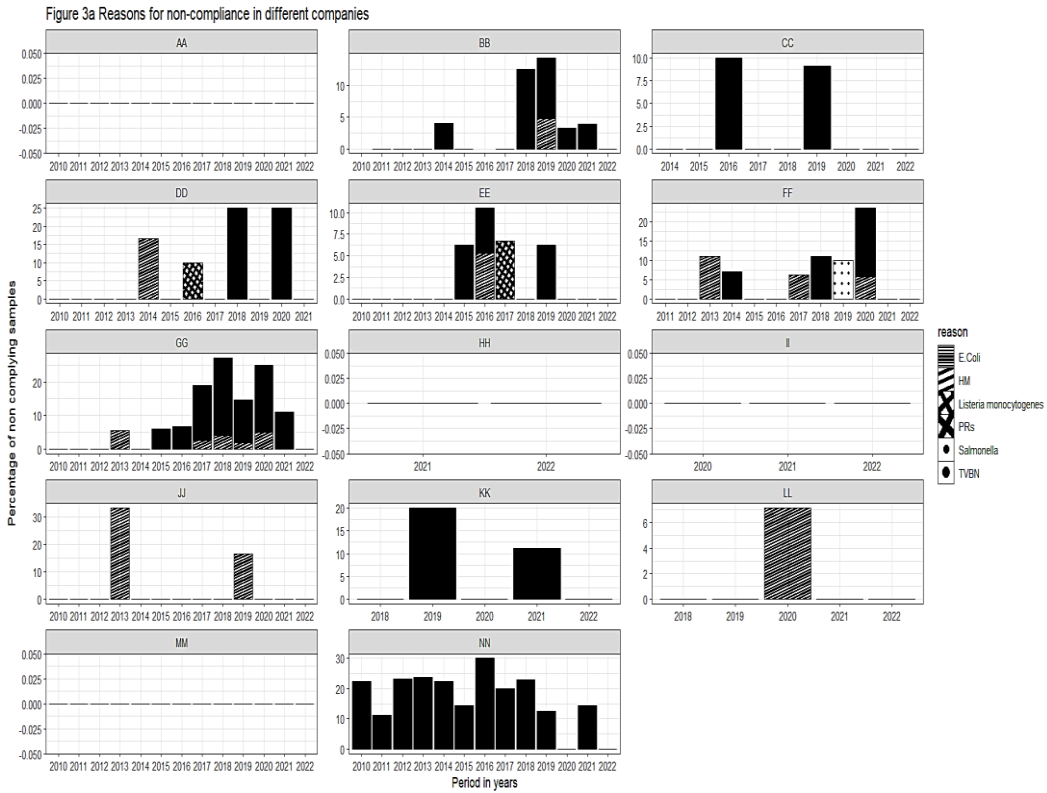 Figure 3a Reasons for non-compliance in different companies
AA
BB
CC
0.050
0.025
0.000
-0.025
-0.050
2010 2011 2012 2013 2014 2015 2016 2017 2018 2019 2020 2021 2022
10
5
0
2010 2011 2012 2013 2014 2015 2016 2017 2018 2019 2020 2021 2022
10.0
7.5
5.0
2.5
0.0
2014 2015 2016 2017 2018 2019 2020 2021 2022
DD
EE
FF
25
20
15
10
5
0
2010 2011 2012 2013 2014 2015 2016 2017 2018 2019 2020 2021
10.0
7.5
5.0
2.5
0.0
2010 2011 2012 2013 2014 2015 2016 2017 2018 2019 2020 2021 2022
20
15
10
5
0
2011 2012 2013 2014 2015 2016 2017 2018 2019 2020 2021 2022
GG
HH
II
20
10
0
2010 2011 2012 2013 2014 2015 2016 2017 2018 2019 2020 2021 2022
0.050
0.025
0.000
-0.025
-0.050
2021 2022
0.050
0.025
0.000
-0.025
-0.050
2020 2021 2022
JJ
KK
LL
30
20
10
0
2010 2011 2012 2013 2014 2015 2016 2017 2018 2019 2020 2021 2022
20
15
10
5
0
2018 2019 2020 2021 2022
6
4
2
0
2018 2019 2020 2021 2022
MM
NN
0.050
0.025
0.000
-0.025
-0.050
2010 2011 2012 2013 2014 2015 2016 2017 2018 2019 2020 2021 2022
30
20
10
0
2010 2011 2012 2013 2014 2015 2016 2017 2018 2019 2020 2021 2022
Percentage of non complying samples
Period in years
reason
E.Coli
HM
Listeria monocytogenes
PRs
Salmonella
TVBN